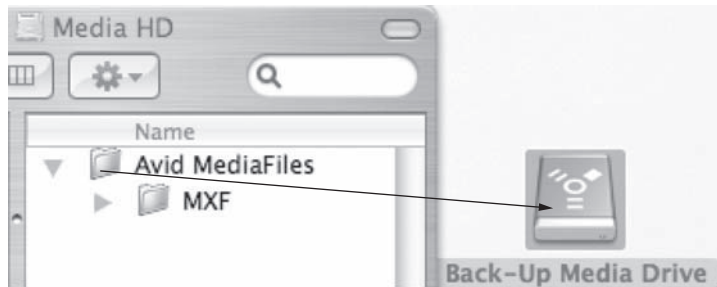 Media HD
Name
Avid MediaFiles
MXF
Back-Up Media Drive